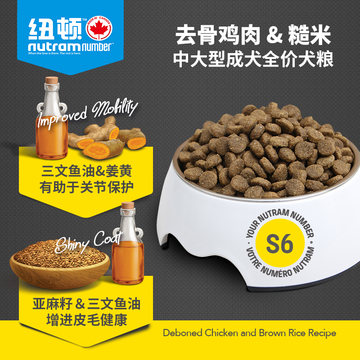 纽顿
nutram number
去骨鸡肉 & 糙米
中大型成犬全价犬粮
Improved Mobility
三文鱼油&姜黄
有助于关节保护
Shiny Coat
亚麻籽&三文鱼油
增进皮毛健康
YOUR NUTRAM NUMBER
S6
VOTRE NUMÉRO NUTRAM
Deboned Chicken and Brown Rice Recipe